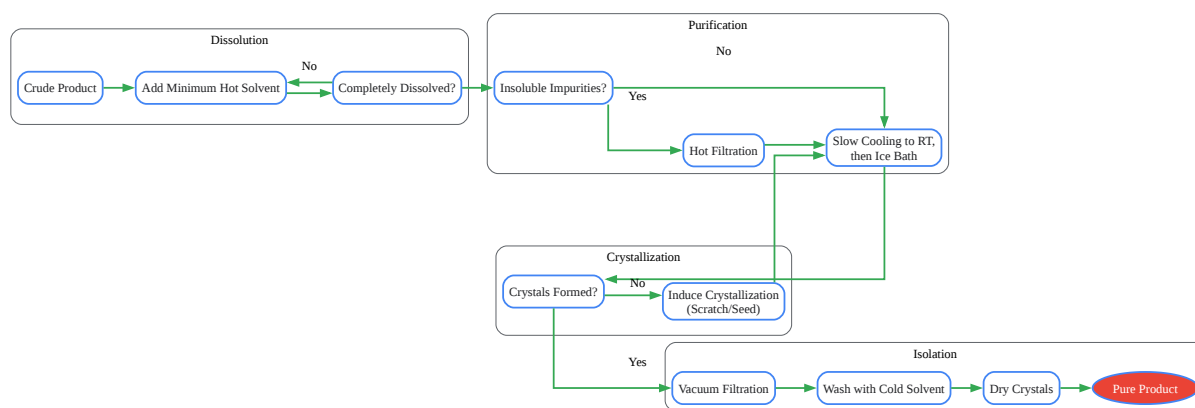 Dissolution
Crude Product
Add Minimum Hot Solvent
No
Completely Dissolved?
Purification
No
Insoluble Impurities?
Yes
Hot Filtration
Slow Cooling to RT,
then Ice Bath
Crystallization
Crystals Formed?
No
Induce Crystallization
(Scratch/Seed)
Yes
Isolation
Vacuum Filtration
Wash with Cold Solvent
Dry Crystals
Pure Product